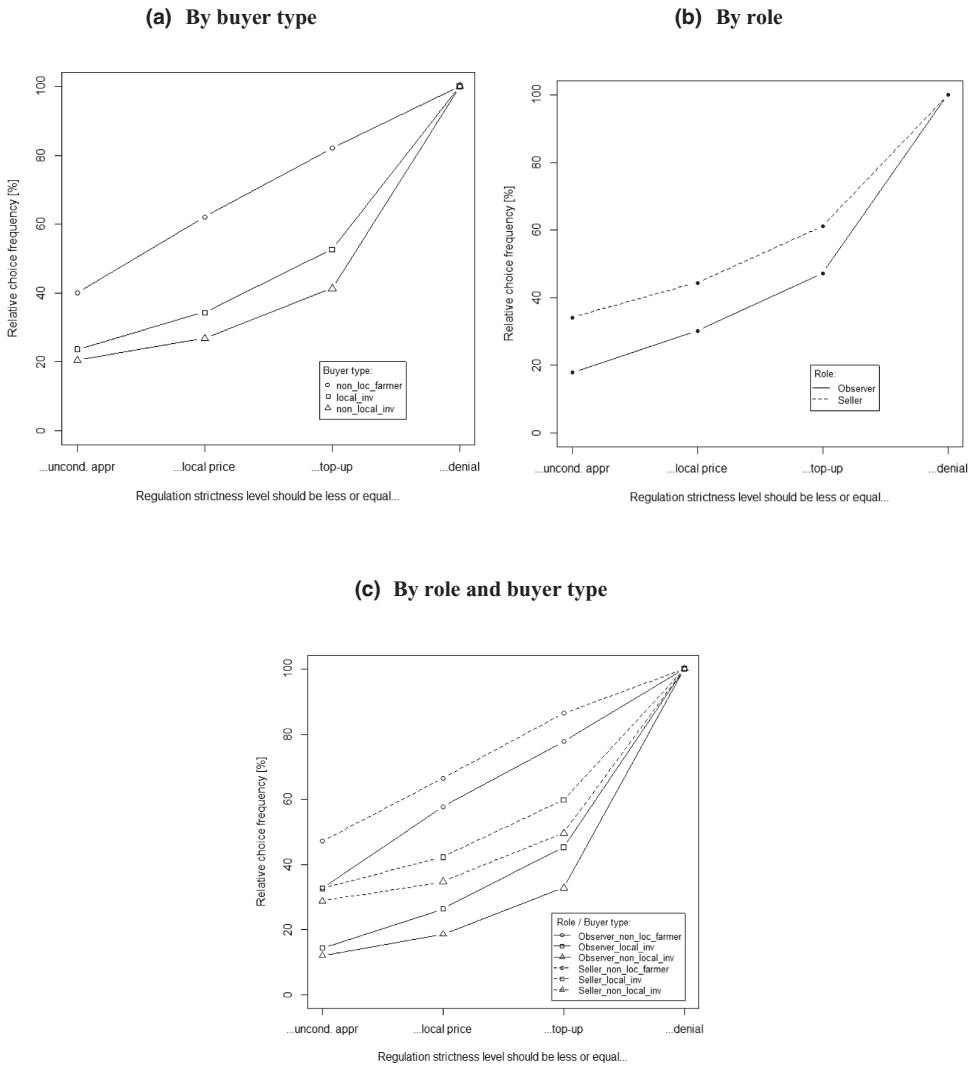 (a) By buyer type
Relative choice frequency [%]
100
80
60
40
20
0
Buyer type:
non_loc_farmer
local_inv
non_local_inv
...uncond. appr ...local price ...top-up ...denial
Regulation strictness level should be less or equal...
(b) By role
Relative choice frequency [%]
100
80
60
40
20
0
Role:
Observer
Seller
...uncond. appr ...local price ...top-up ...denial
Regulation strictness level should be less or equal...
(c) By role and buyer type
Relative choice frequency [%]
100
80
60
40
20
0
Role / Buyer type:
Observer_non_loc_farmer
Observer_local_inv
Observer_non_local_inv
Seller_non_loc_farmer
Seller_local_inv
Seller_non_local_inv
...uncond. appr ...local price ...top-up ...denial
Regulation strictness level should be less or equal...